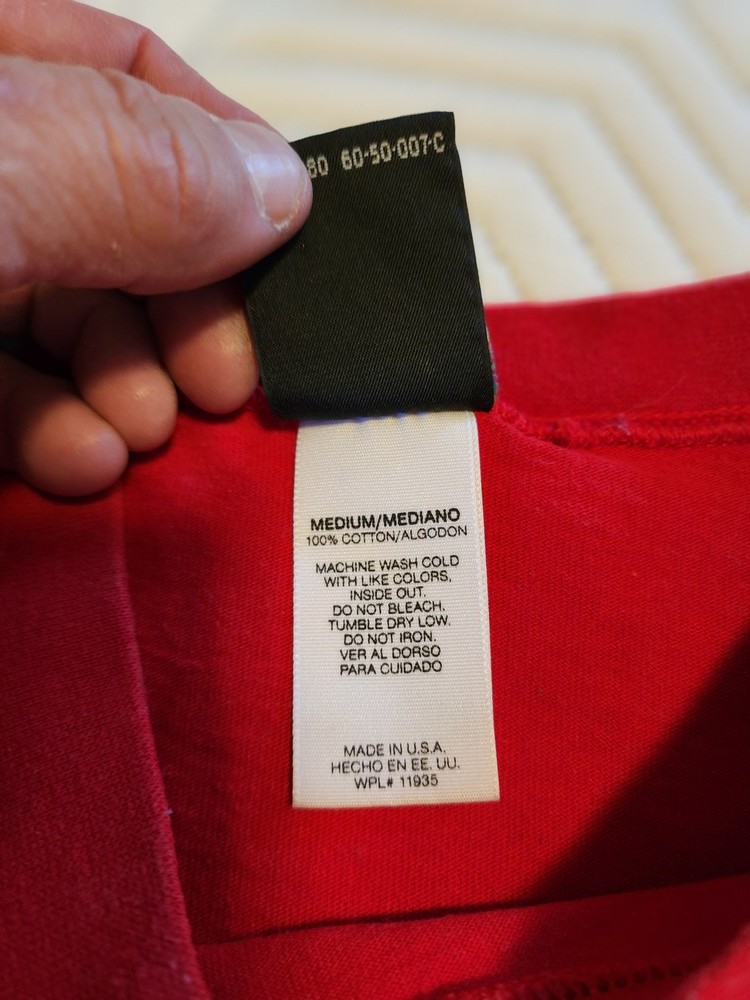 80 60-50-007-C
MEDIUM/MEDIANO
100% COTTON/ALGODON
MACHINE WASH COLD
WITH LIKE COLORS,
INSIDE OUT.
DO NOT BLEACH.
TUMBLE DRY LOW.
DO NOT IRON.
VER AL DORSO
PARA CUIDADO
MADE IN U.S.A.
HECHO EN EE. UU.
WPL# 11935